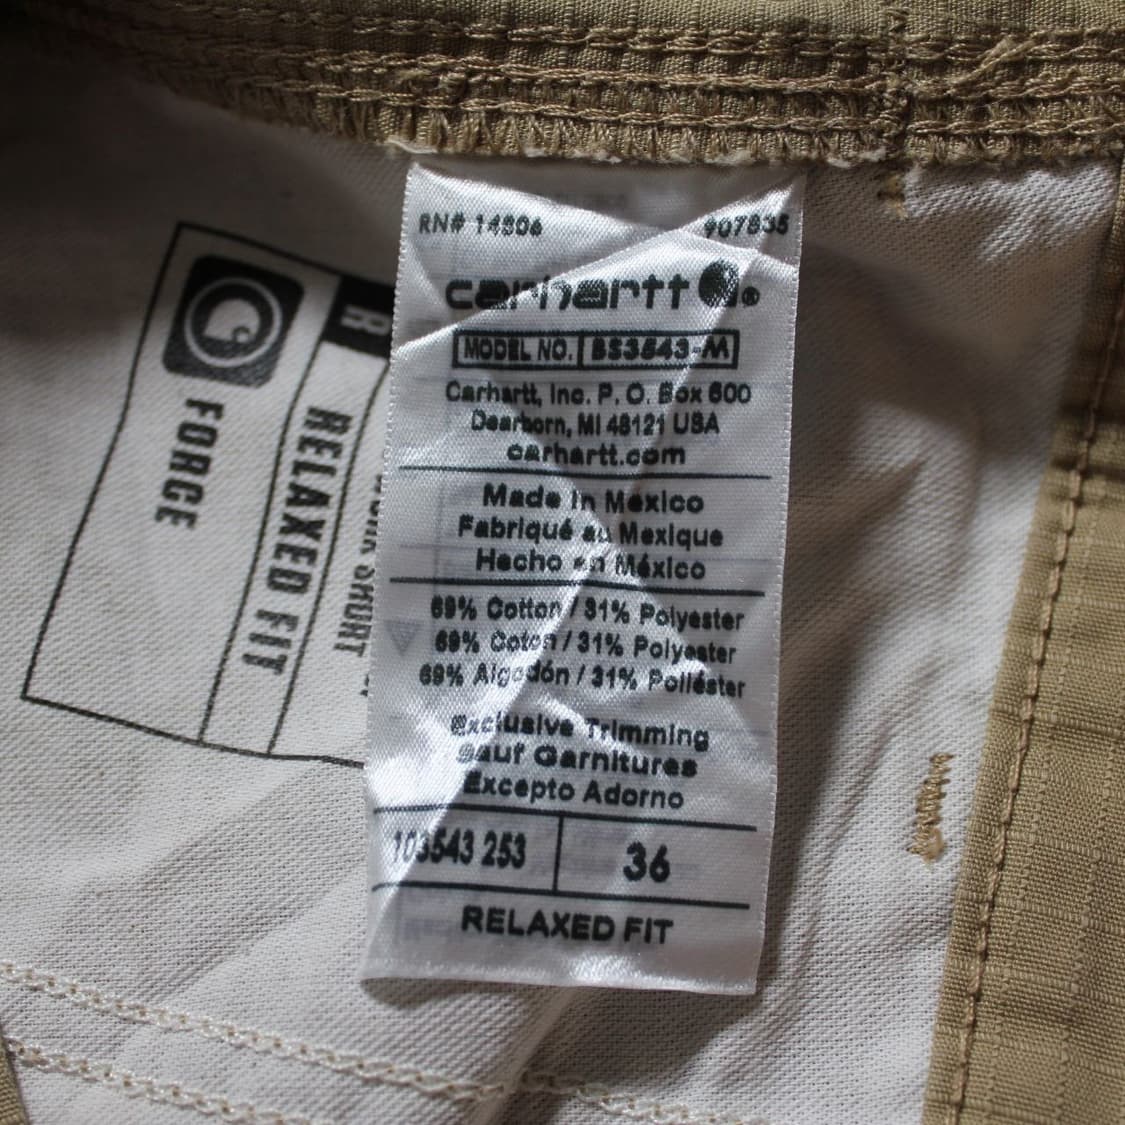 RN# 14806 907835
carhartt
MODEL NO. BS3543-M
Carhartt, Inc. P. O. Box 600
Dearborn, MI 48121 USA
carhartt.com
Made in Mexico
Fabriqué au Mexique
Hecho en México
69% Cotton / 31% Polyester
69% Coton / 31% Polyester
69% Algodón / 31% Poliéster
Exclusive Trimming
Sauf Garnitures
Excepto Adorno
103543 253 36
RELAXED FIT
R
RELAXED FIT
FORCE
SHORT